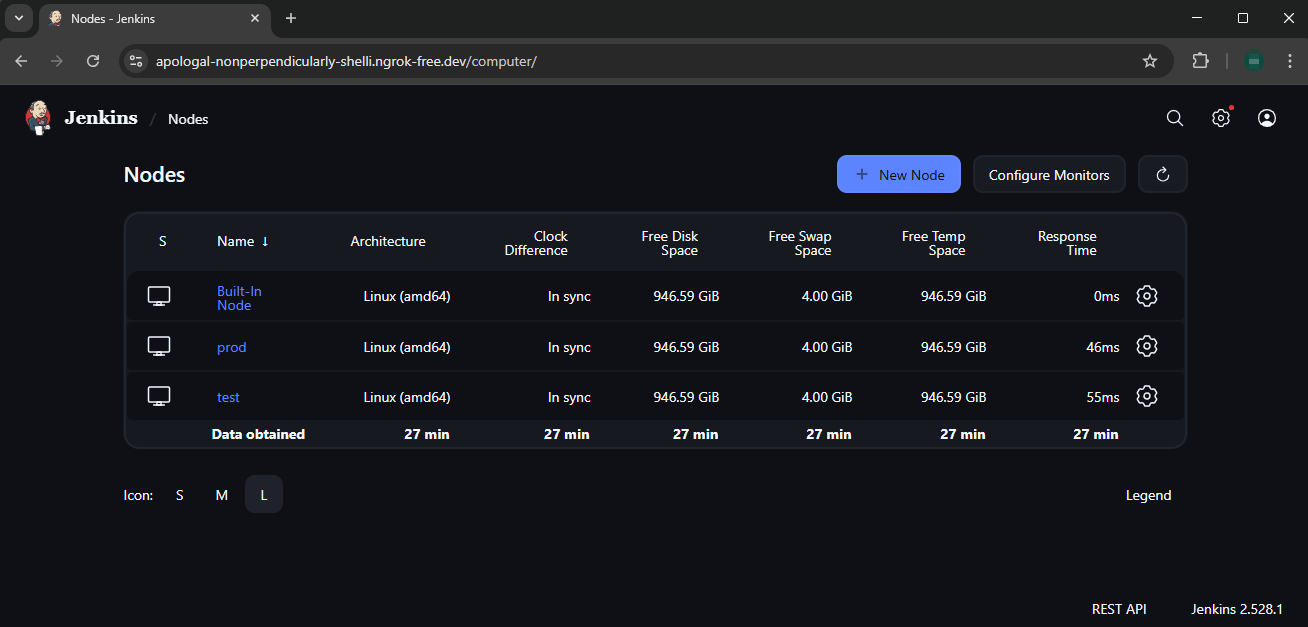 Nodes - Jenkins
apologal-nonperpendicularly-shelli.ngrok-free.dev/computer/
Jenkins / Nodes
Nodes
+ New Node
Configure Monitors
S Name ↓ Architecture Clock Difference Free Disk Space Free Swap Space Free Temp Space Response Time
Built-In Node Linux (amd64) In sync 946.59 GiB 4.00 GiB 946.59 GiB 0ms
prod Linux (amd64) In sync 946.59 GiB 4.00 GiB 946.59 GiB 46ms
test Linux (amd64) In sync 946.59 GiB 4.00 GiB 946.59 GiB 55ms
Data obtained 27 min 27 min 27 min 27 min 27 min 27 min
Icon: S M L Legend
REST API Jenkins 2.528.1